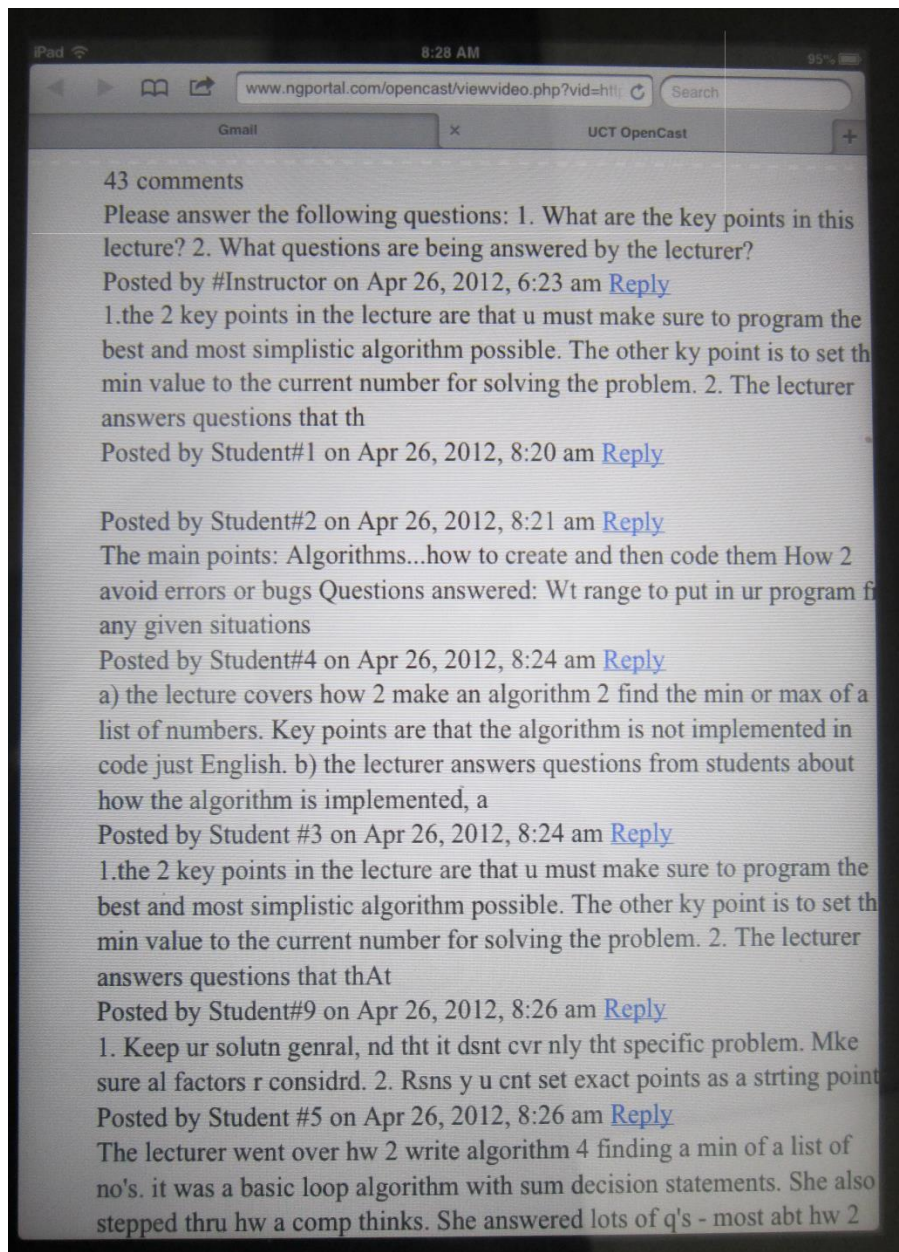 iPad
8:28 AM
95%
www.ngportal.com/opencast/viewvideo.php?vid=htt
Search
Gmail
UCT OpenCast
43 comments
Please answer the following questions: 1. What are the key points in this
lecture? 2. What questions are being answered by the lecturer?
Posted by #Instructor on Apr 26, 2012, 6:23 am Reply
1.the 2 key points in the lecture are that u must make sure to program the
best and most simplistic algorithm possible. The other ky point is to set th
min value to the current number for solving the problem. 2. The lecturer
answers questions that th
Posted by Student#1 on Apr 26, 2012, 8:20 am Reply
Posted by Student#2 on Apr 26, 2012, 8:21 am Reply
The main points: Algorithms...how to create and then code them How 2
avoid errors or bugs Questions answered: Wt range to put in ur program f
any given situations
Posted by Student#4 on Apr 26, 2012, 8:24 am Reply
a) the lecture covers how 2 make an algorithm 2 find the min or max of a
list of numbers. Key points are that the algorithm is not implemented in
code just English. b) the lecturer answers questions from students about
how the algorithm is implemented, a
Posted by Student #3 on Apr 26, 2012, 8:24 am Reply
1.the 2 key points in the lecture are that u must make sure to program the
best and most simplistic algorithm possible. The other ky point is to set th
min value to the current number for solving the problem. 2. The lecturer
answers questions that thAt
Posted by Student#9 on Apr 26, 2012, 8:26 am Reply
1. Keep ur solutn genral, nd tht it dsnt cvr nly tht specific problem. Mke
sure al factors r considrd. 2. Rsns y u cnt set exact points as a strting point
Posted by Student #5 on Apr 26, 2012, 8:26 am Reply
The lecturer went over hw 2 write algorithm 4 finding a min of a list of
no's. it was a basic loop algorithm with sum decision statements. She also
stepped thru hw a comp thinks. She answered lots of q's - most abt hw 2